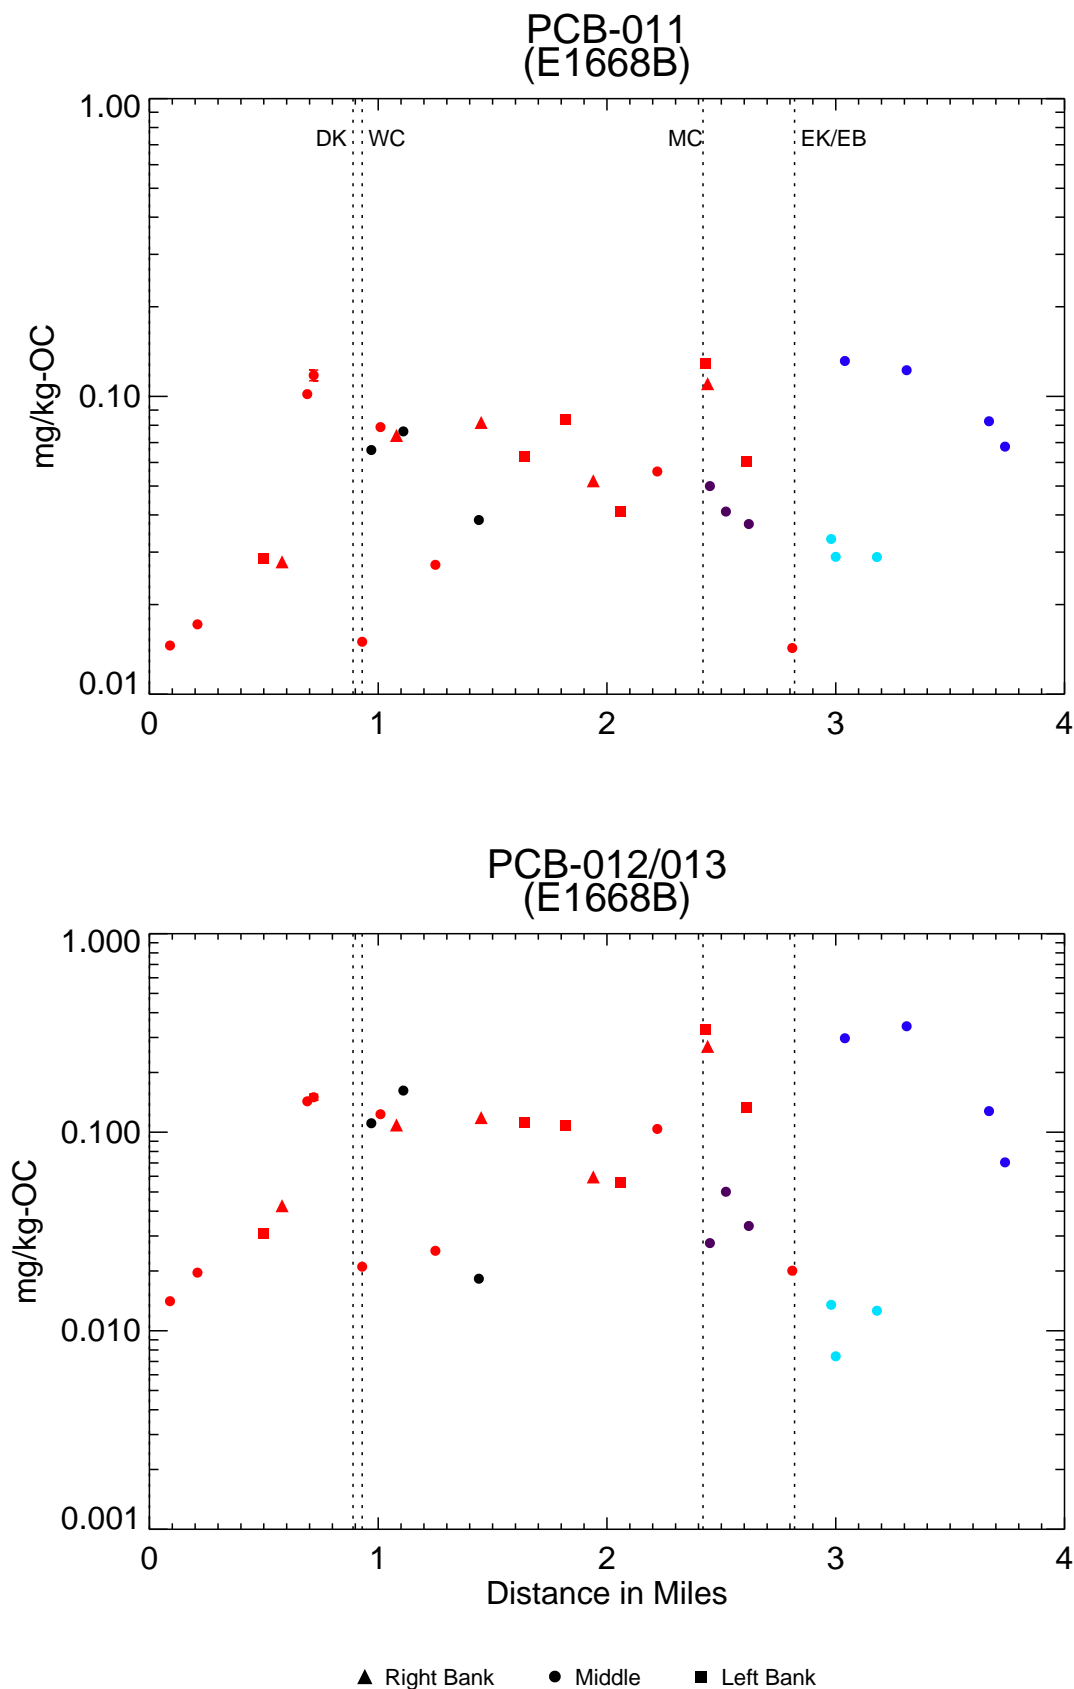 PCB-011
(E1668B)
1.00
DK WC MC EK/EB
mg/kg-OC
0.10
0.01
0 1 2 3 4
PCB-012/013
(E1668B)
1.000
0.100
mg/kg-OC
0.010
0.001
0 1 2 3 4
Distance in Miles
Right Bank Middle Left Bank